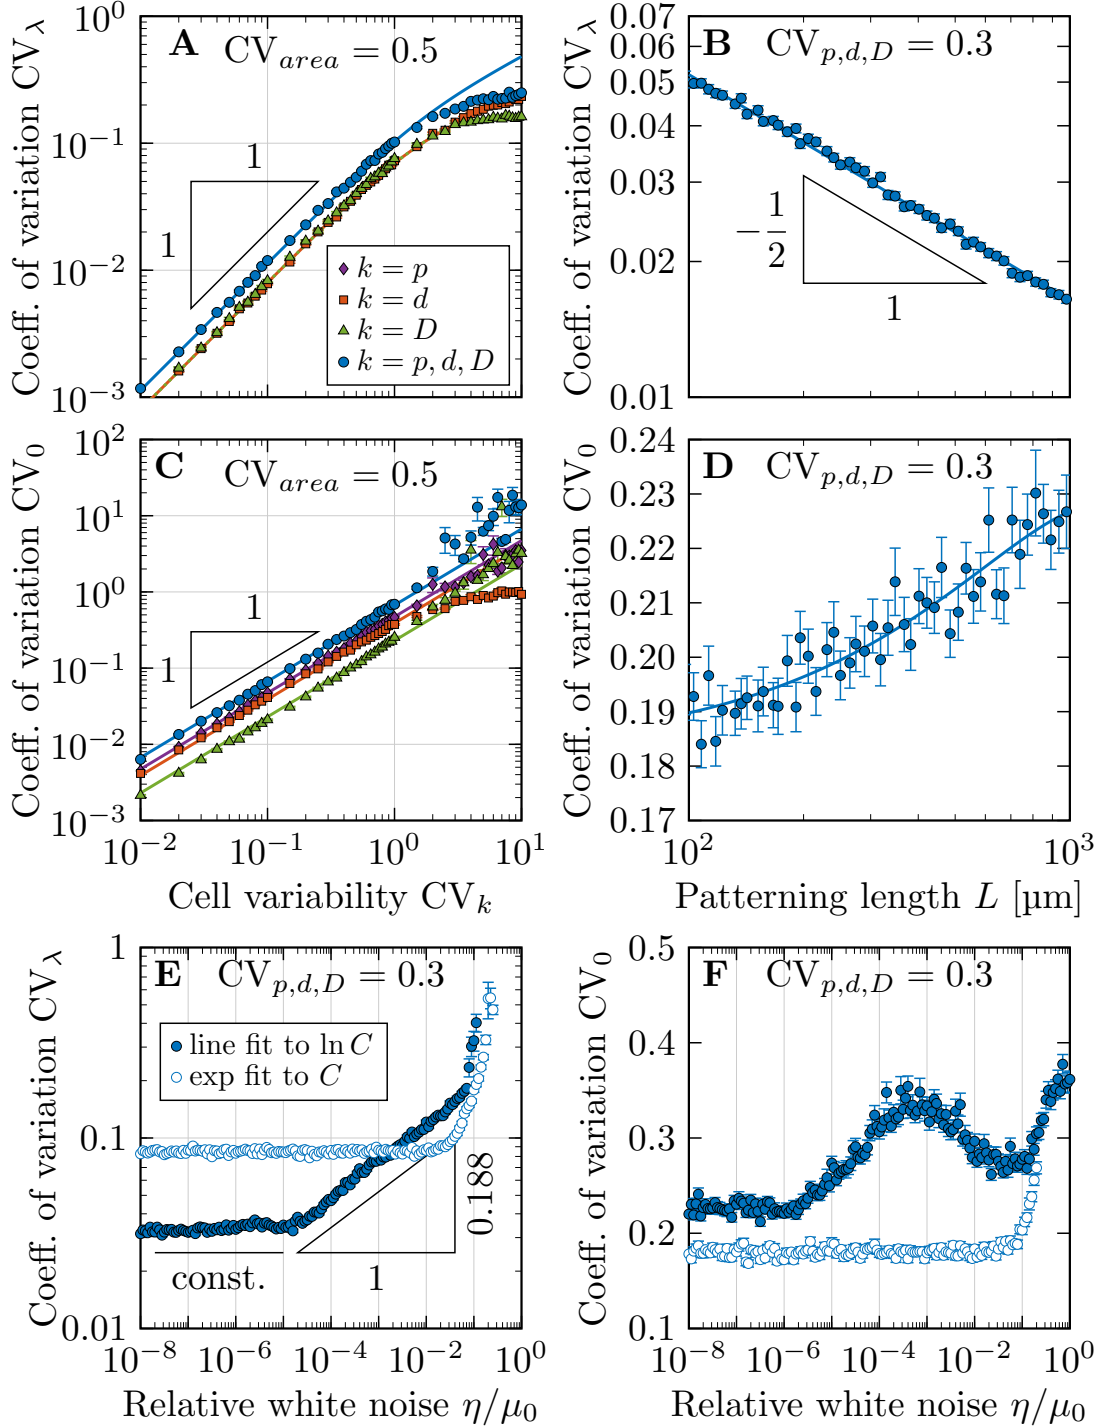 Coeff. of variation CV_λ
10^0
10^−1
10^−2
10^−3
A
CV_area = 0.5
1
1
k = p
k = d
k = D
k = p, d, D
Coeff. of variation CV_λ
0.07
0.06
0.05
0.04
0.03
0.02
0.01
B
CV_p,d,D = 0.3
−1/2
1
Coeff. of variation CV_0
10^2
10^1
10^0
10^−1
10^−2
10^−3
C
CV_area = 0.5
1
1
10^−2 10^−1 10^0 10^1
Cell variability CV_k
Coeff. of variation CV_0
0.24
0.23
0.22
0.21
0.20
0.19
0.18
0.17
D
CV_p,d,D = 0.3
10^2 10^3
Patterning length L [µm]
Coeff. of variation CV_λ
1
0.1
0.01
E
CV_p,d,D = 0.3
line fit to ln C
exp fit to C
const.
1
0.188
10^−8 10^−6 10^−4 10^−2 10^0
Relative white noise η/μ_0
Coeff. of variation CV_0
0.5
0.4
0.3
0.2
0.1
F
CV_p,d,D = 0.3
10^−8 10^−6 10^−4 10^−2 10^0
Relative white noise η/μ_0